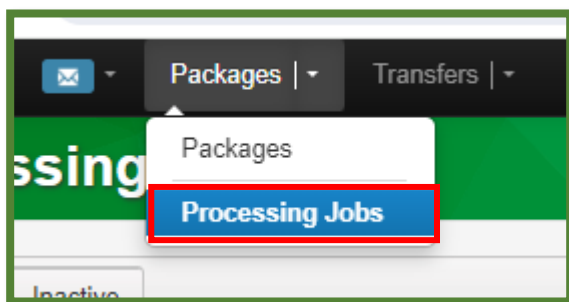 Packages | Transfers |
ssing
Packages
Processing Jobs
Inactive